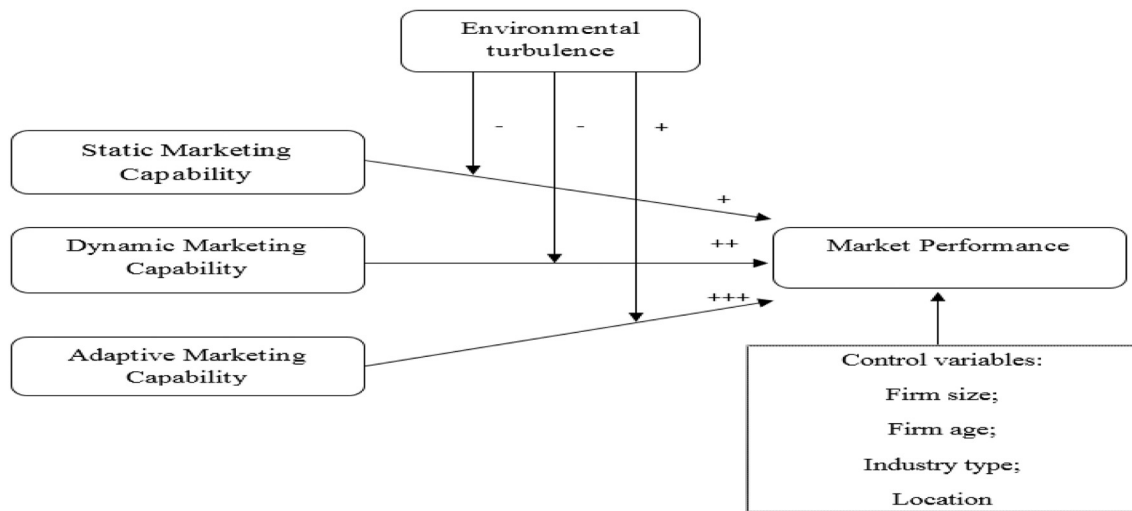 Environmental
turbulence
-
-
+
Static Marketing
Capability
+
Dynamic Marketing
Capability
++
Market Performance
+++
Adaptive Marketing
Capability
Control variables:
Firm size;
Firm age;
Industry type;
Location